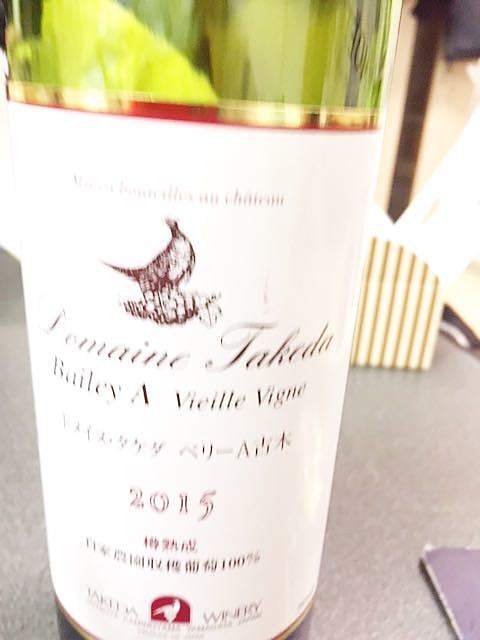 Mis en bouteilles au château
Domaine Takeda
Bailey A Vieille Vigne
ドメイヌ・タケダ ベリーA古木
2015
樽熟成
自家農園収穫葡萄100%
TAKEDA WINERY